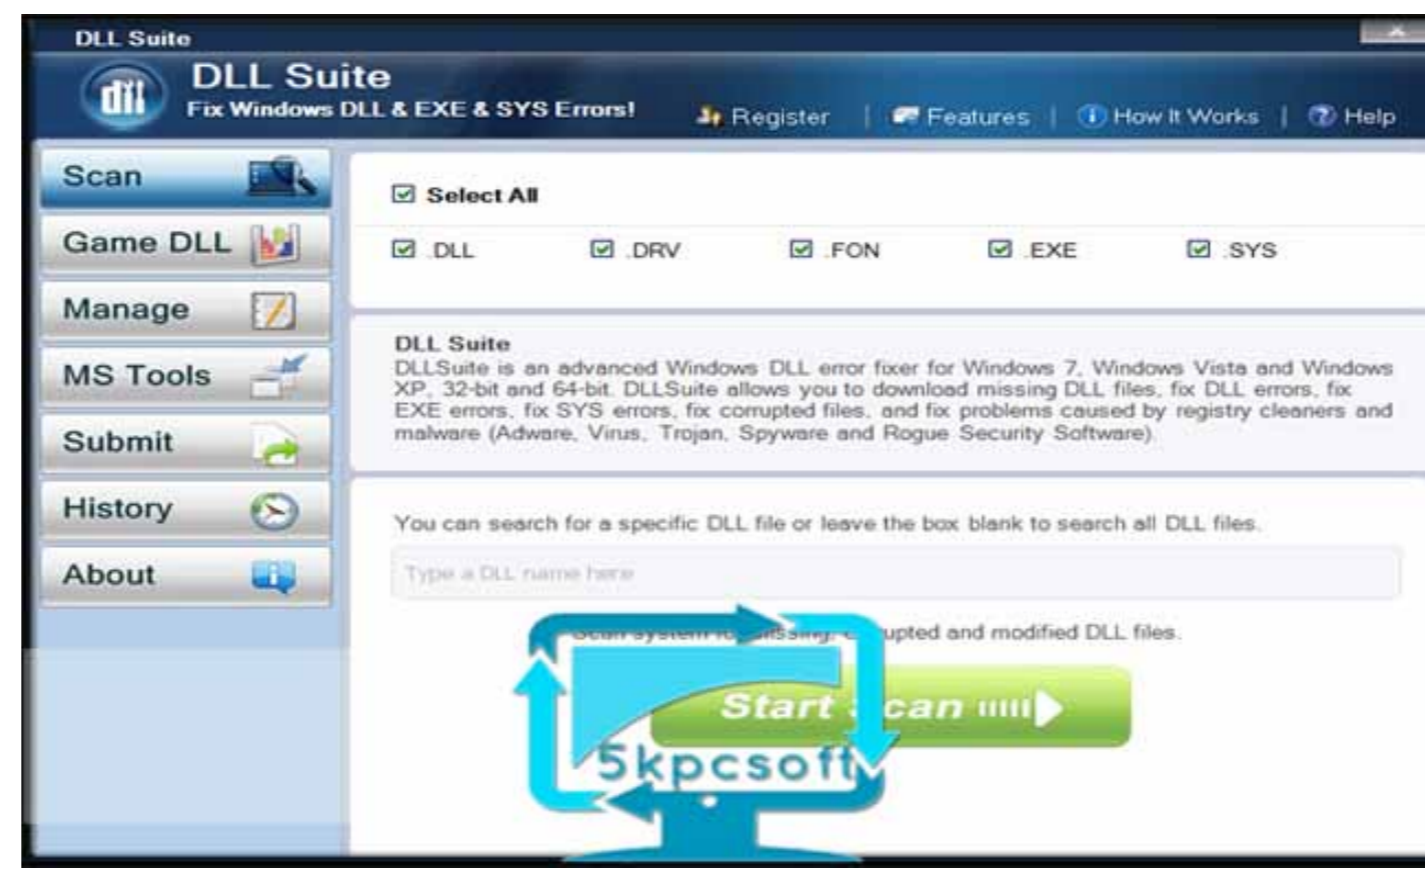 DLL Suite
DLL Suite
Fix Windows DLL & EXE & SYS Errors!
Register | Features | How It Works | Help
Scan
Game DLL
Manage
MS Tools
Submit
History
About
Select All
.DLL .DRV .FON .EXE .SYS
DLL Suite
DLLSuite is an advanced Windows DLL error fixer for Windows 7, Windows Vista and Windows
XP, 32-bit and 64-bit. DLLSuite allows you to download missing DLL files, fix DLL errors, fix
EXE errors, fix SYS errors, fix corrupted files, and fix problems caused by registry cleaners and
malware (Adware, Virus, Trojan, Spyware and Rogue Security Software).
You can search for a specific DLL file or leave the box blank to search all DLL files.
Type a DLL name here
Scan system and modified DLL files.
Start Scan
5kpcsoft